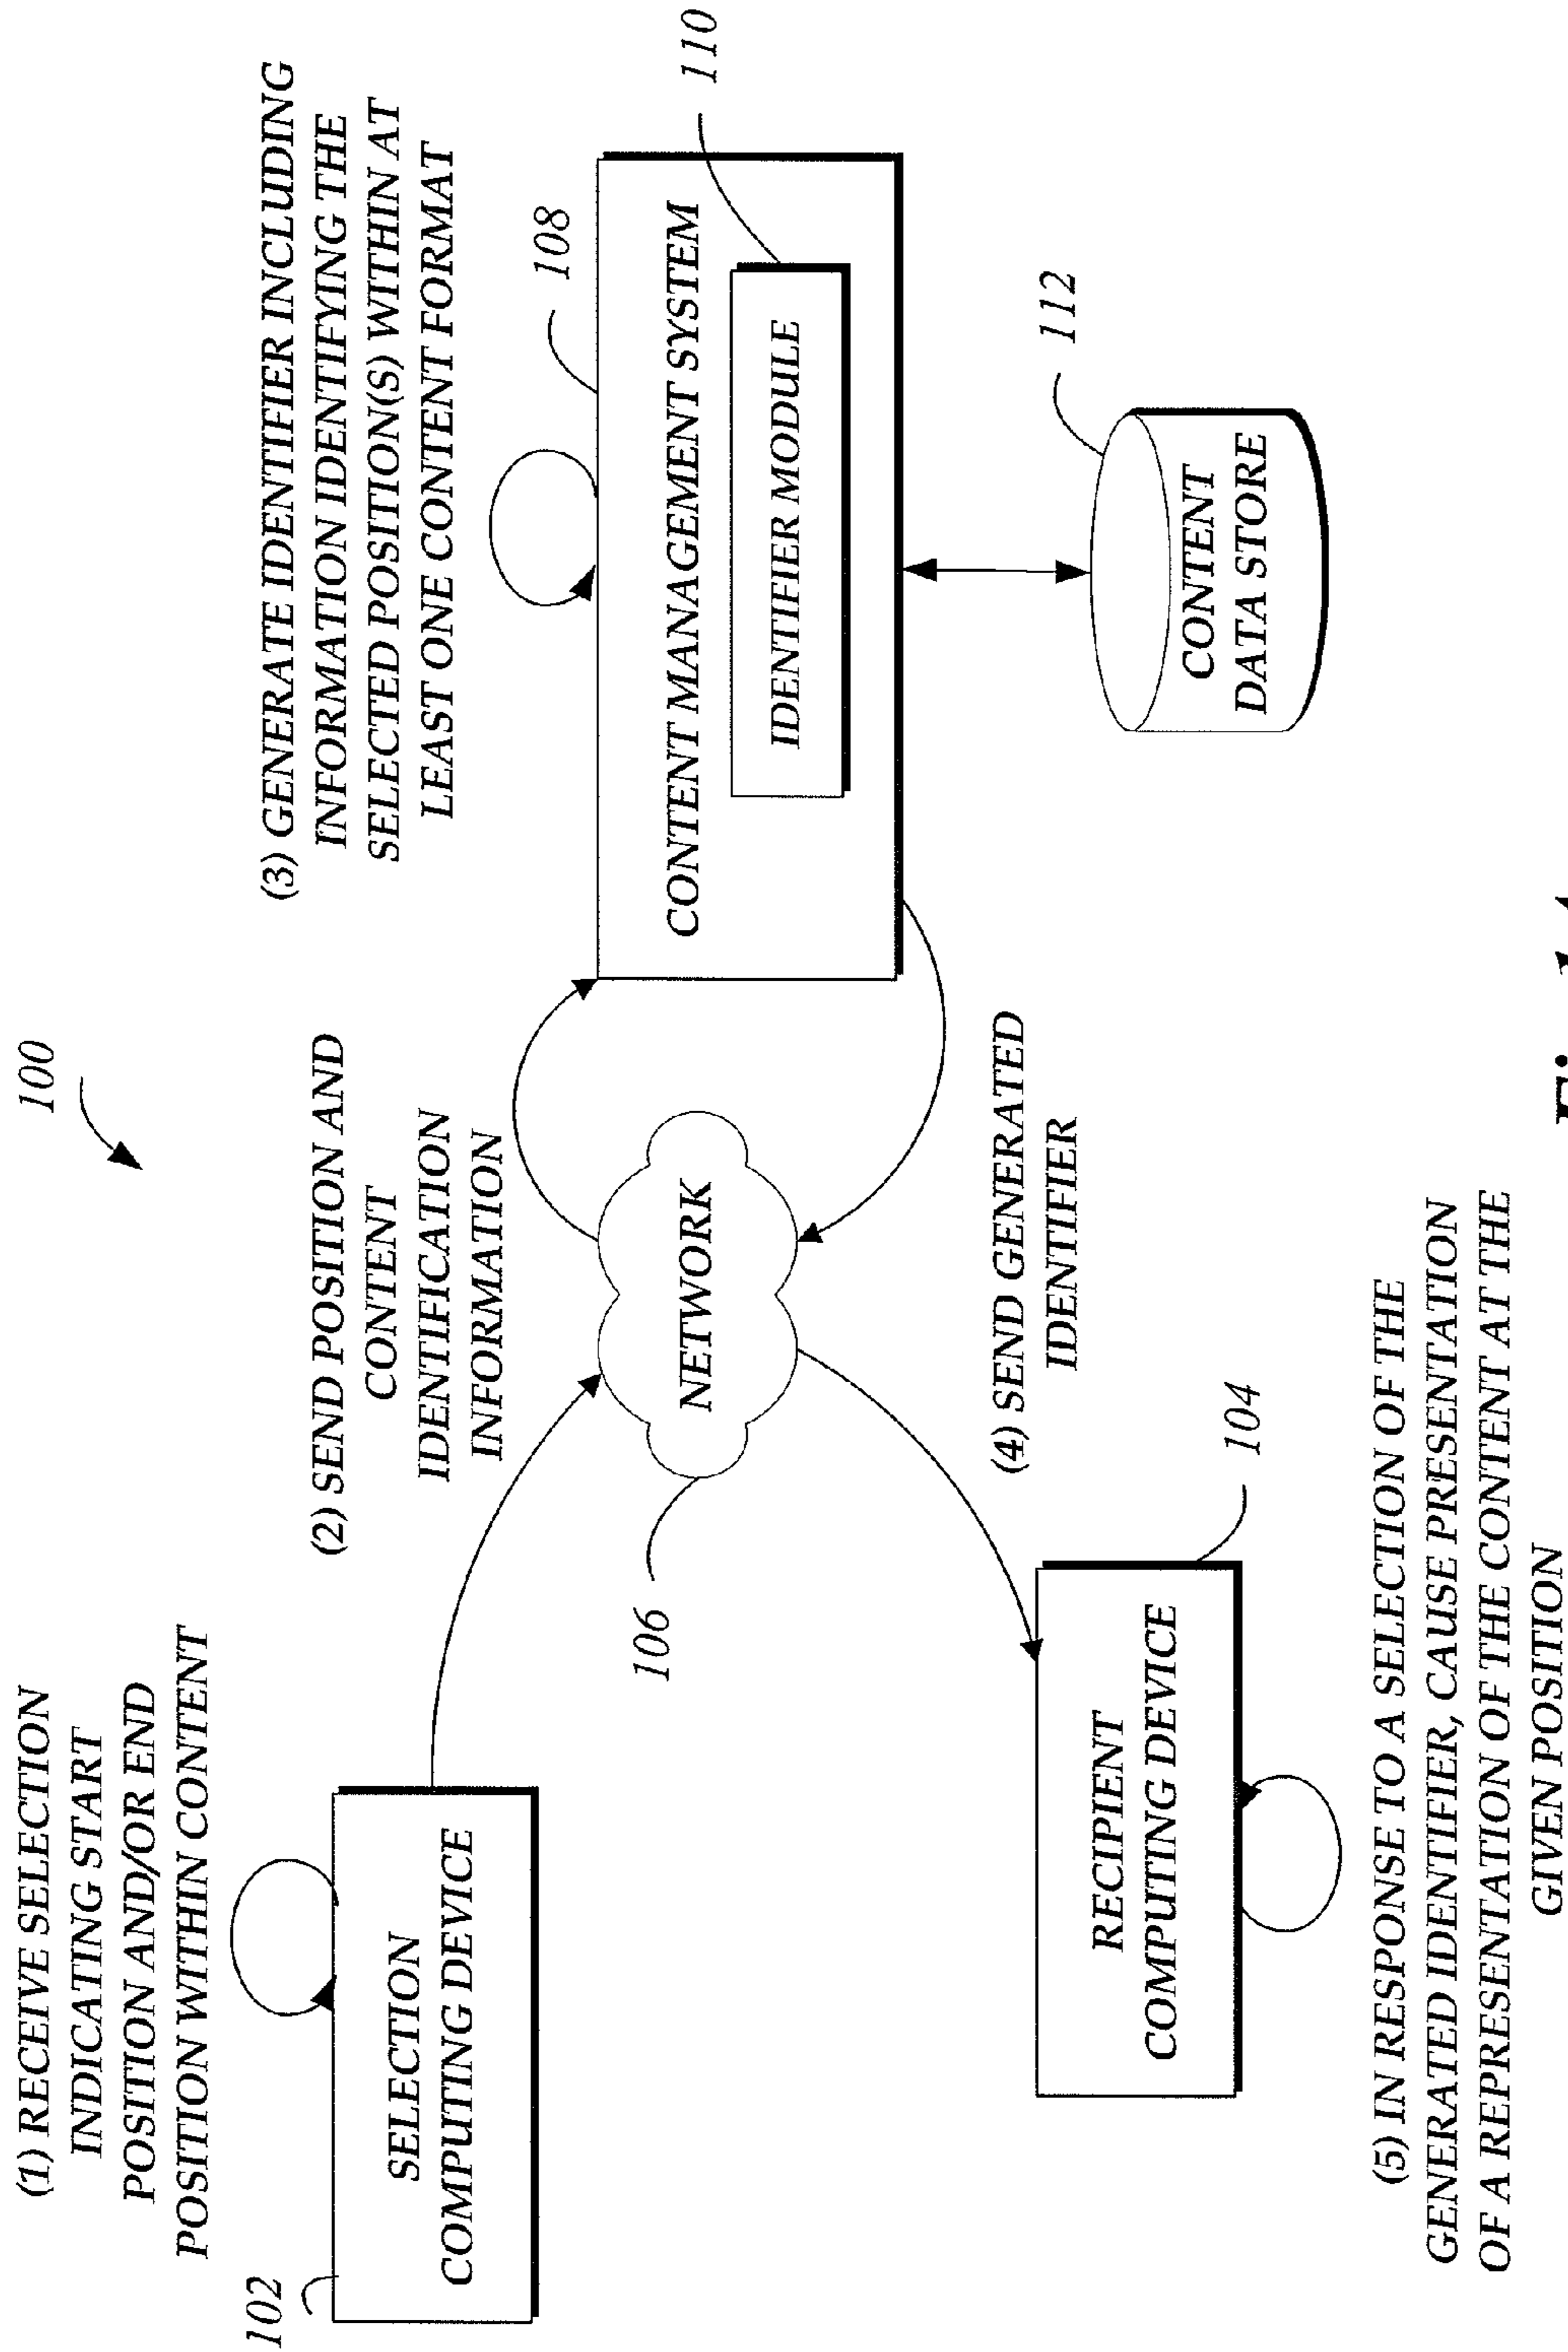 100
(1) RECEIVE SELECTION
INDICATING START
POSITION AND/OR END
POSITION WITHIN CONTENT
102
SELECTION
COMPUTING DEVICE
(2) SEND POSITION AND
CONTENT
IDENTIFICATION
INFORMATION
106
NETWORK
(3) GENERATE IDENTIFIER INCLUDING
INFORMATION IDENTIFYING THE
SELECTED POSITION(S) WITHIN AT
LEAST ONE CONTENT FORMAT
108
CONTENT MANAGEMENT SYSTEM
110
IDENTIFIER MODULE
112
CONTENT
DATA STORE
(4) SEND GENERATED
IDENTIFIER
104
RECIPIENT
COMPUTING DEVICE
(5) IN RESPONSE TO A SELECTION OF THE
GENERATED IDENTIFIER, CAUSE PRESENTATION
OF A REPRESENTATION OF THE CONTENT AT THE
GIVEN POSITION